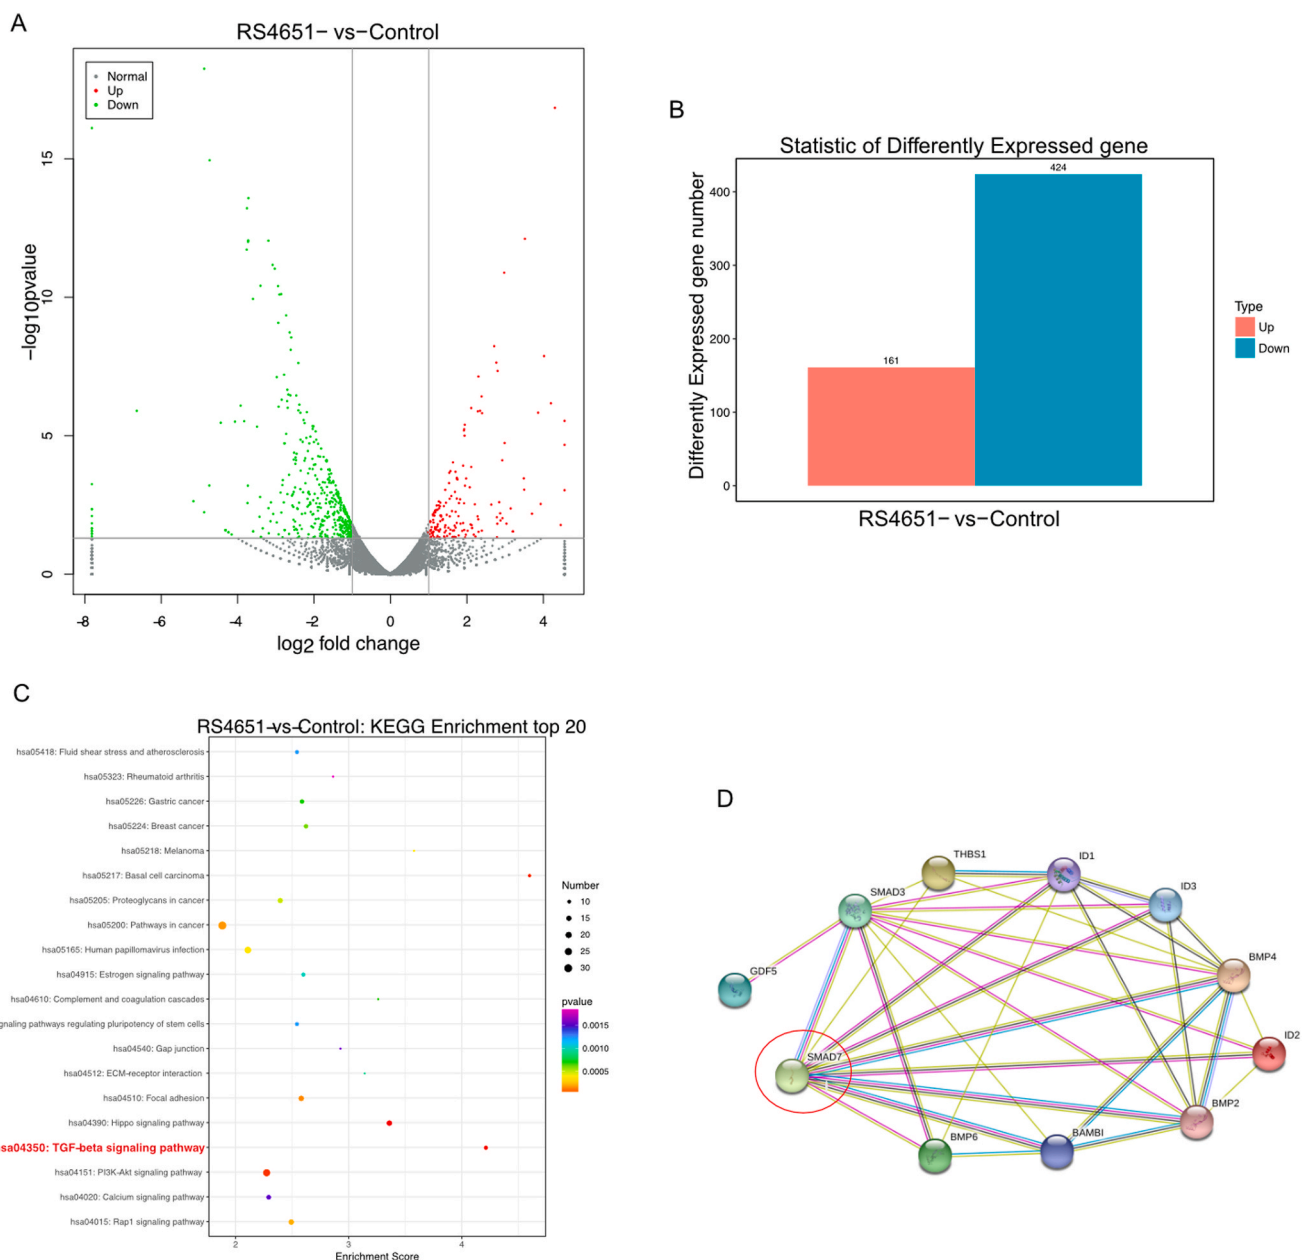 A
RS4651- vs-Control
Normal
Up
Down
15
10
5
0
-log10pvalue
-8 -6 -4 -2 0 2 4
log2 fold change
B
Statistic of Differently Expressed gene
424
161
400
300
200
100
0
Differently Expressed gene number
RS4651- vs-Control
Type
Up
Down
C
RS4651-vs-Control: KEGG Enrichment top 20
hsa05418: Fluid shear stress and atherosclerosis
hsa05323: Rheumatoid arthritis
hsa05226: Gastric cancer
hsa05224: Breast cancer
hsa05218: Melanoma
hsa05217: Basal cell carcinoma
hsa05205: Proteoglycans in cancer
hsa05200: Pathways in cancer
hsa05165: Human papillomavirus infection
hsa04915: Estrogen signaling pathway
hsa04610: Complement and coagulation cascades
gnaling pathways regulating pluripotency of stem cells
hsa04540: Gap junction
hsa04512: ECM-receptor interaction
hsa04510: Focal adhesion
hsa04390: Hippo signaling pathway
sa04350: TGF-beta signaling pathway
hsa04151: PI3K-Akt signaling pathway
hsa04020: Calcium signaling pathway
hsa04015: Rap1 signaling pathway
2 3 4
Enrichment Score
Number
10
15
20
25
30
pvalue
0.0015
0.0010
0.0005
D
THBS1
ID1
SMAD3
ID3
BMP4
GDF5
ID2
SMAD7
BMP2
BMP6
BAMBI